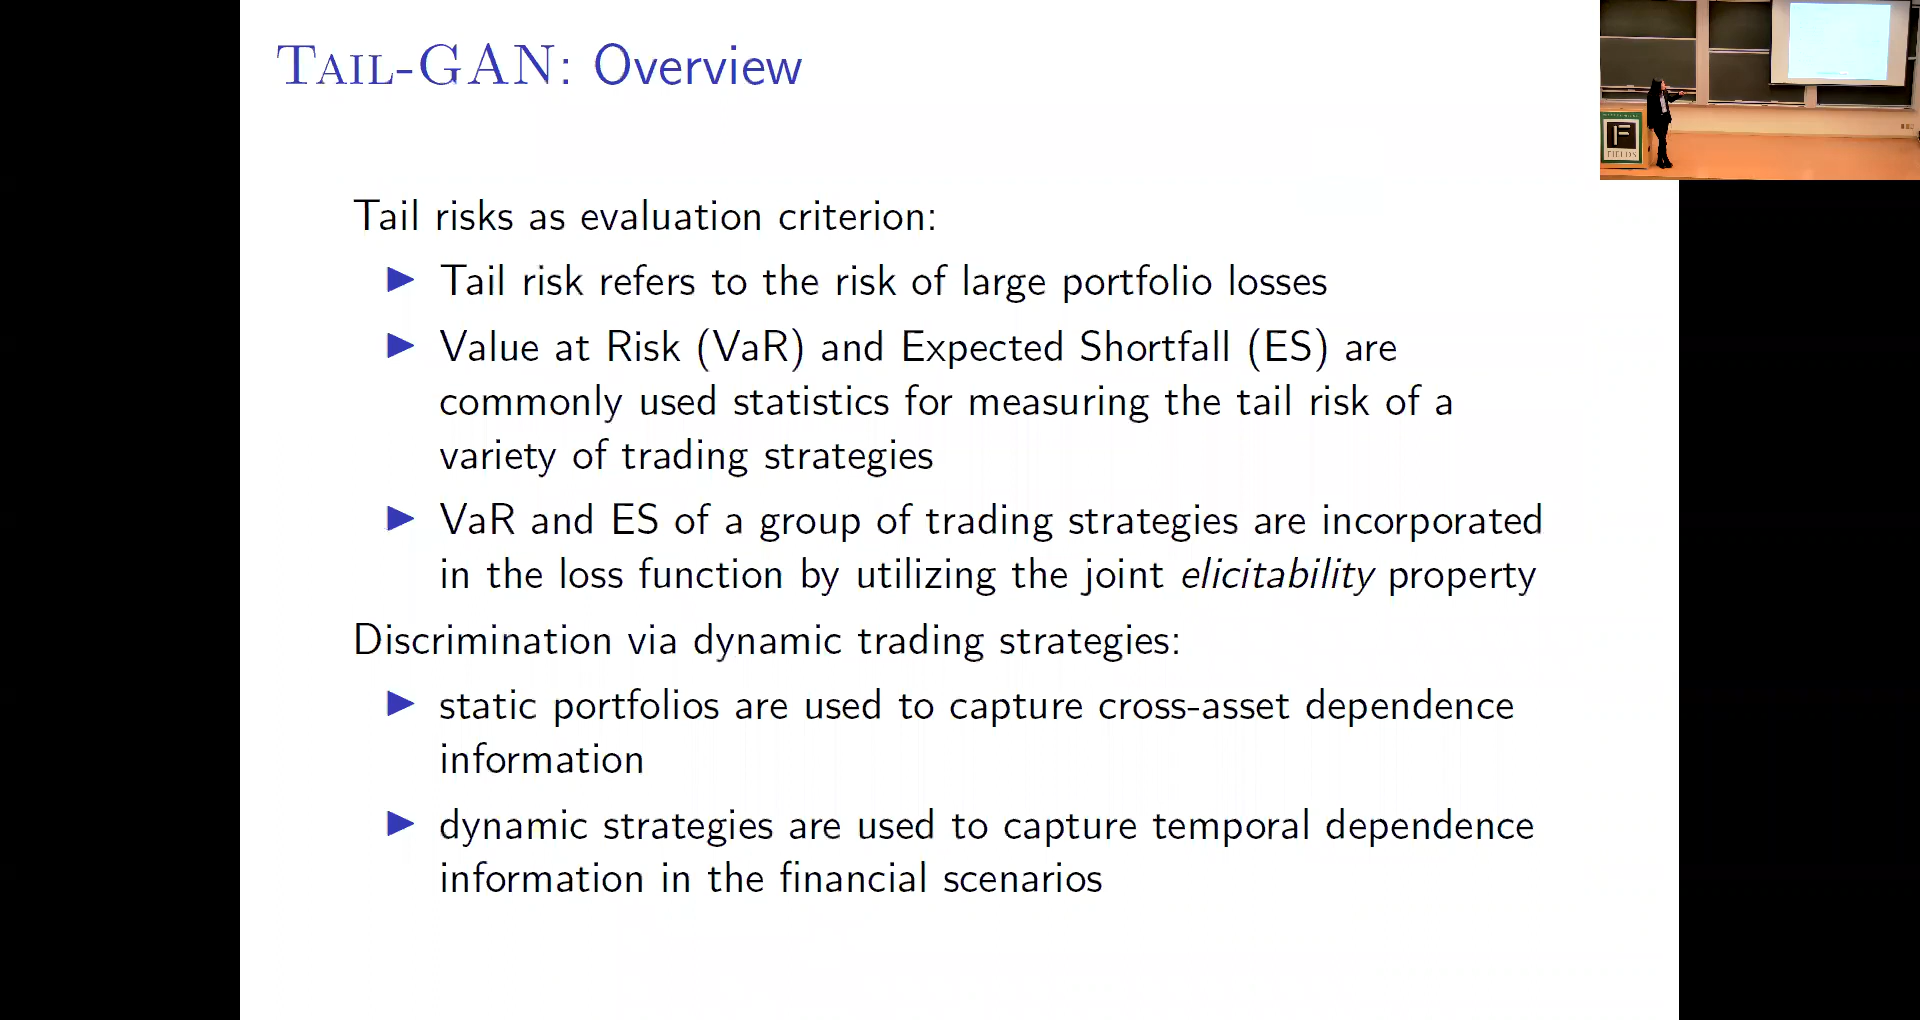 TAIL-GAN: Overview
Tail risks as evaluation criterion:
▶ Tail risk refers to the risk of large portfolio losses
▶ Value at Risk (VaR) and Expected Shortfall (ES) are
commonly used statistics for measuring the tail risk of a
variety of trading strategies
▶ VaR and ES of a group of trading strategies are incorporated
in the loss function by utilizing the joint elicitability property
Discrimination via dynamic trading strategies:
▶ static portfolios are used to capture cross-asset dependence
information
▶ dynamic strategies are used to capture temporal dependence
information in the financial scenarios
F
FIELDS